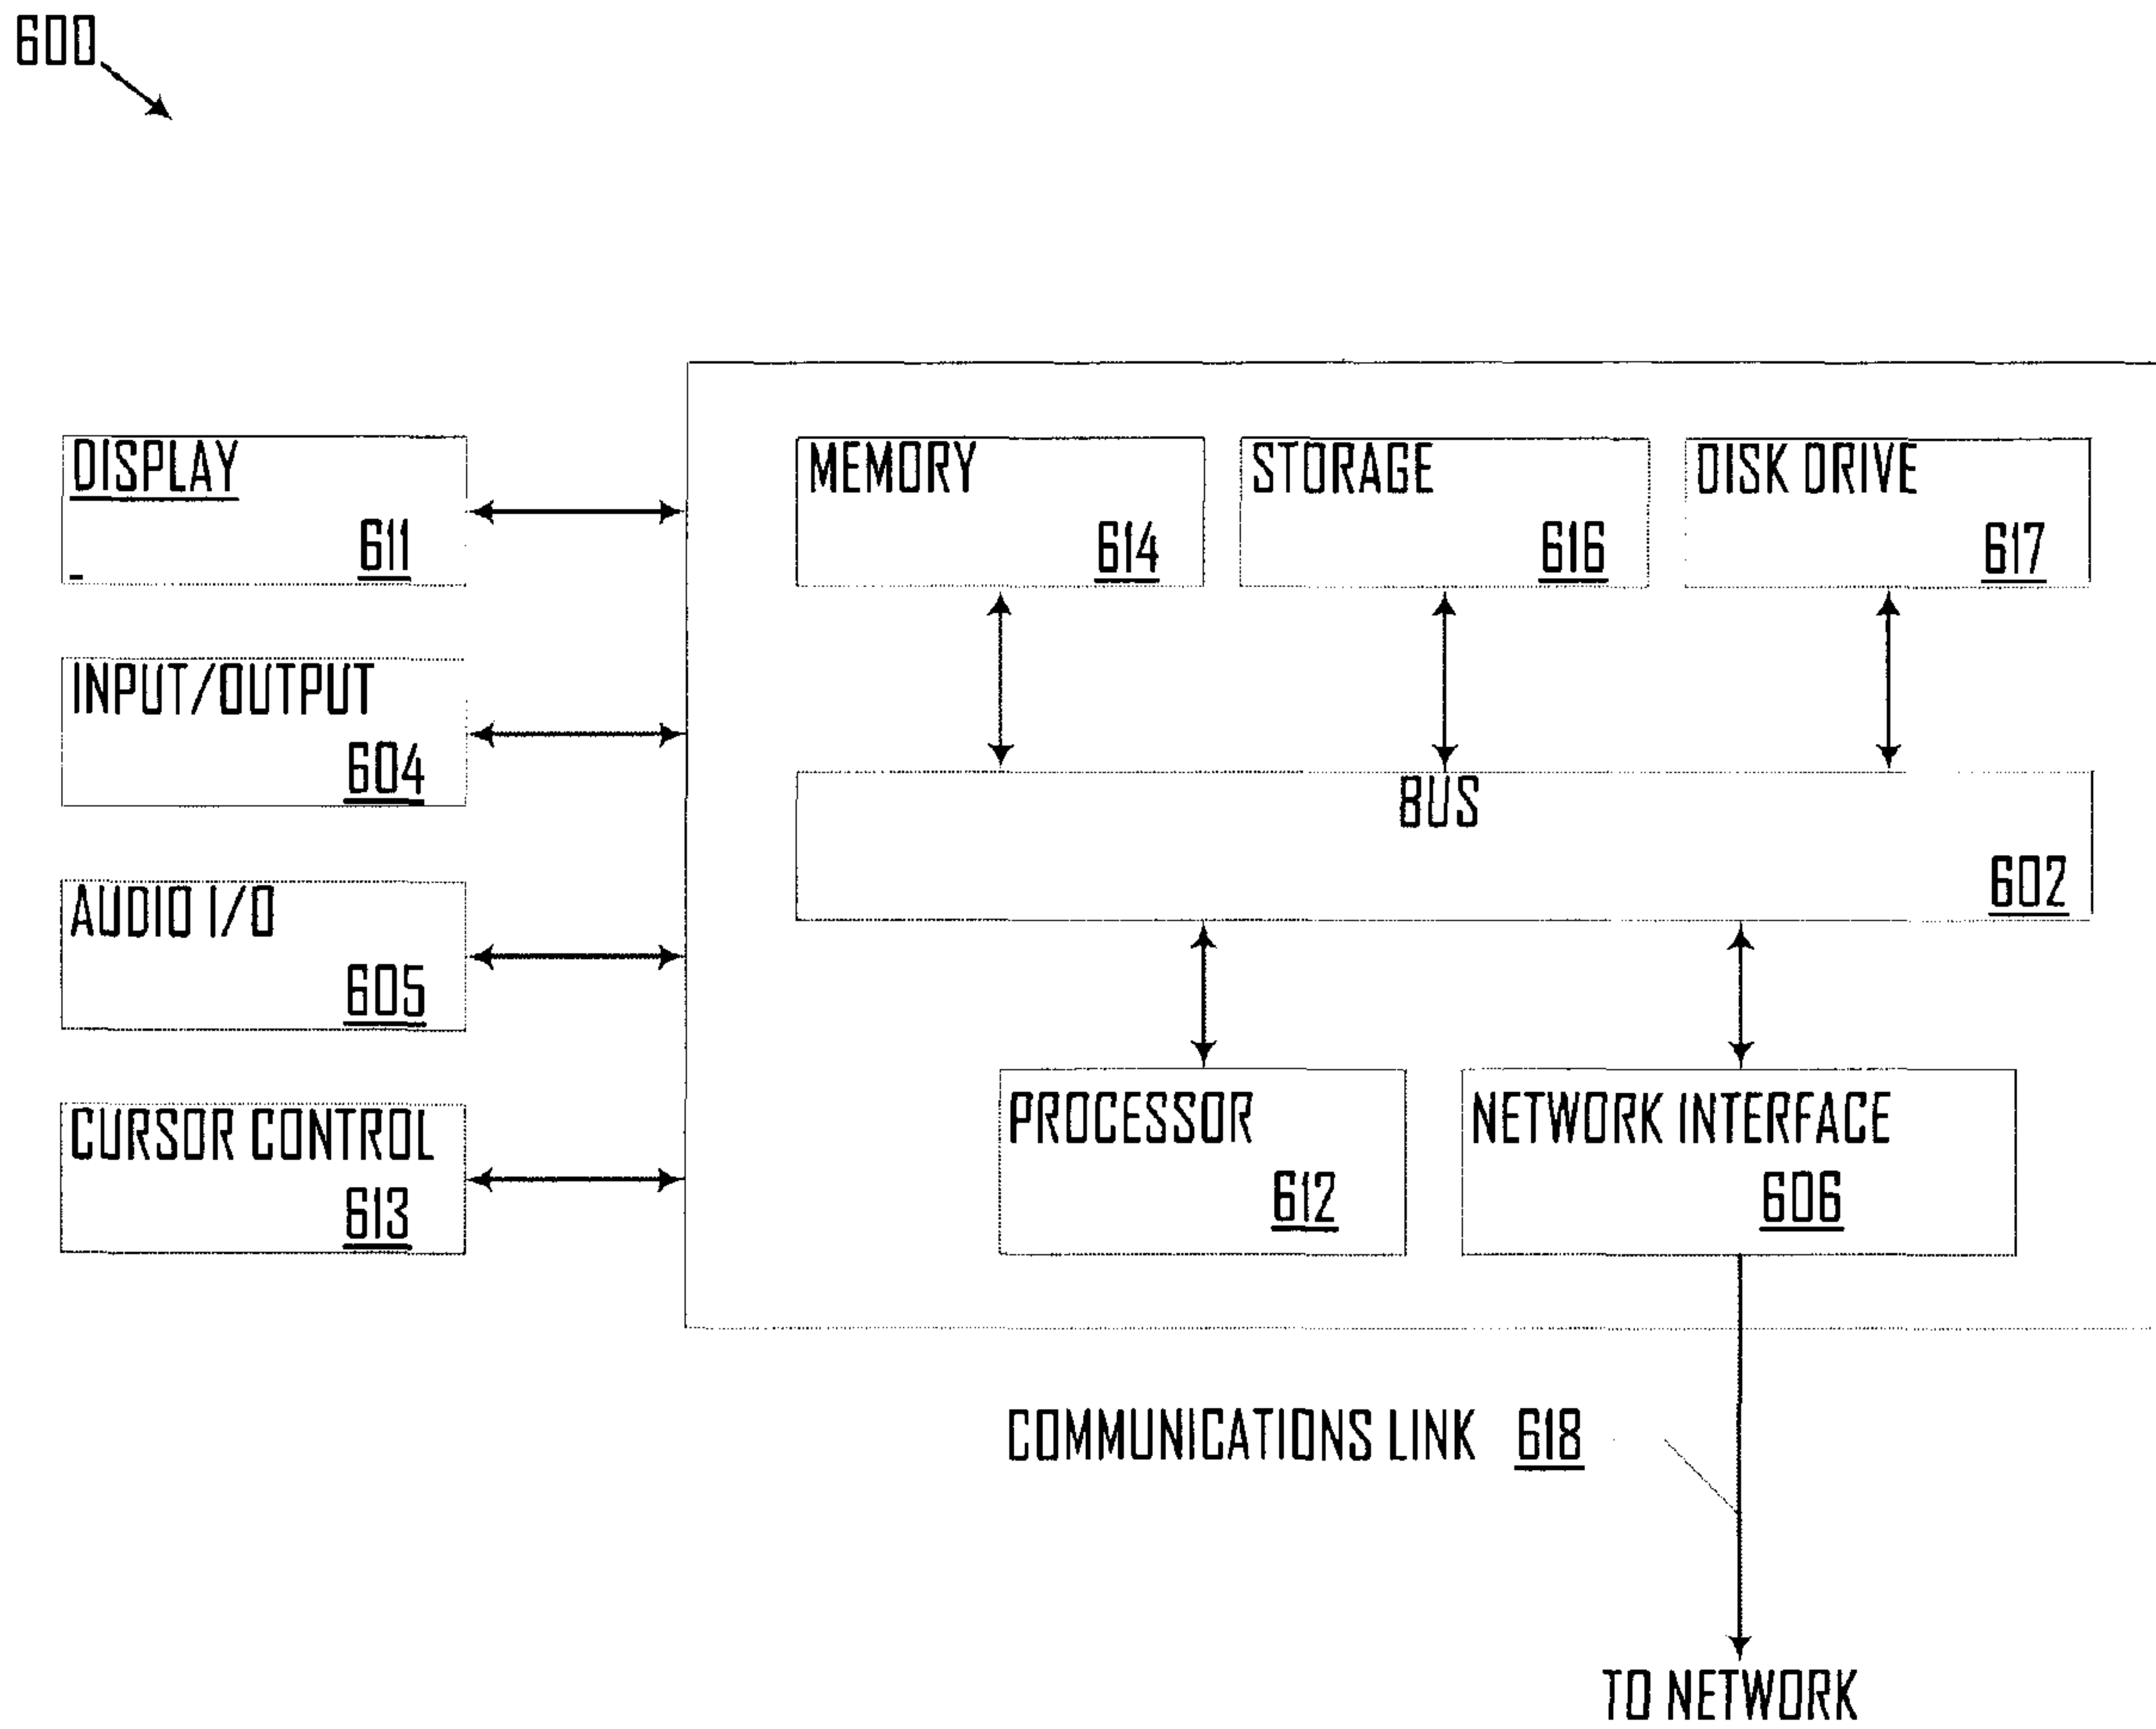 600
DISPLAY
611
INPUT/OUTPUT
604
AUDIO I/O
605
CURSOR CONTROL
613
MEMORY
614
STORAGE
616
DISK DRIVE
617
BUS
602
PROCESSOR
612
NETWORK INTERFACE
606
COMMUNICATIONS LINK 618
TO NETWORK